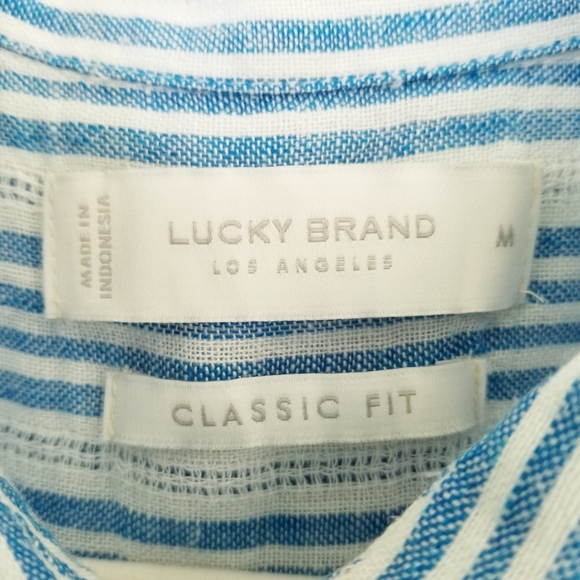 MADE IN
INDONESIA
LUCKY BRAND
LOS ANGELES
M
CLASSIC FIT